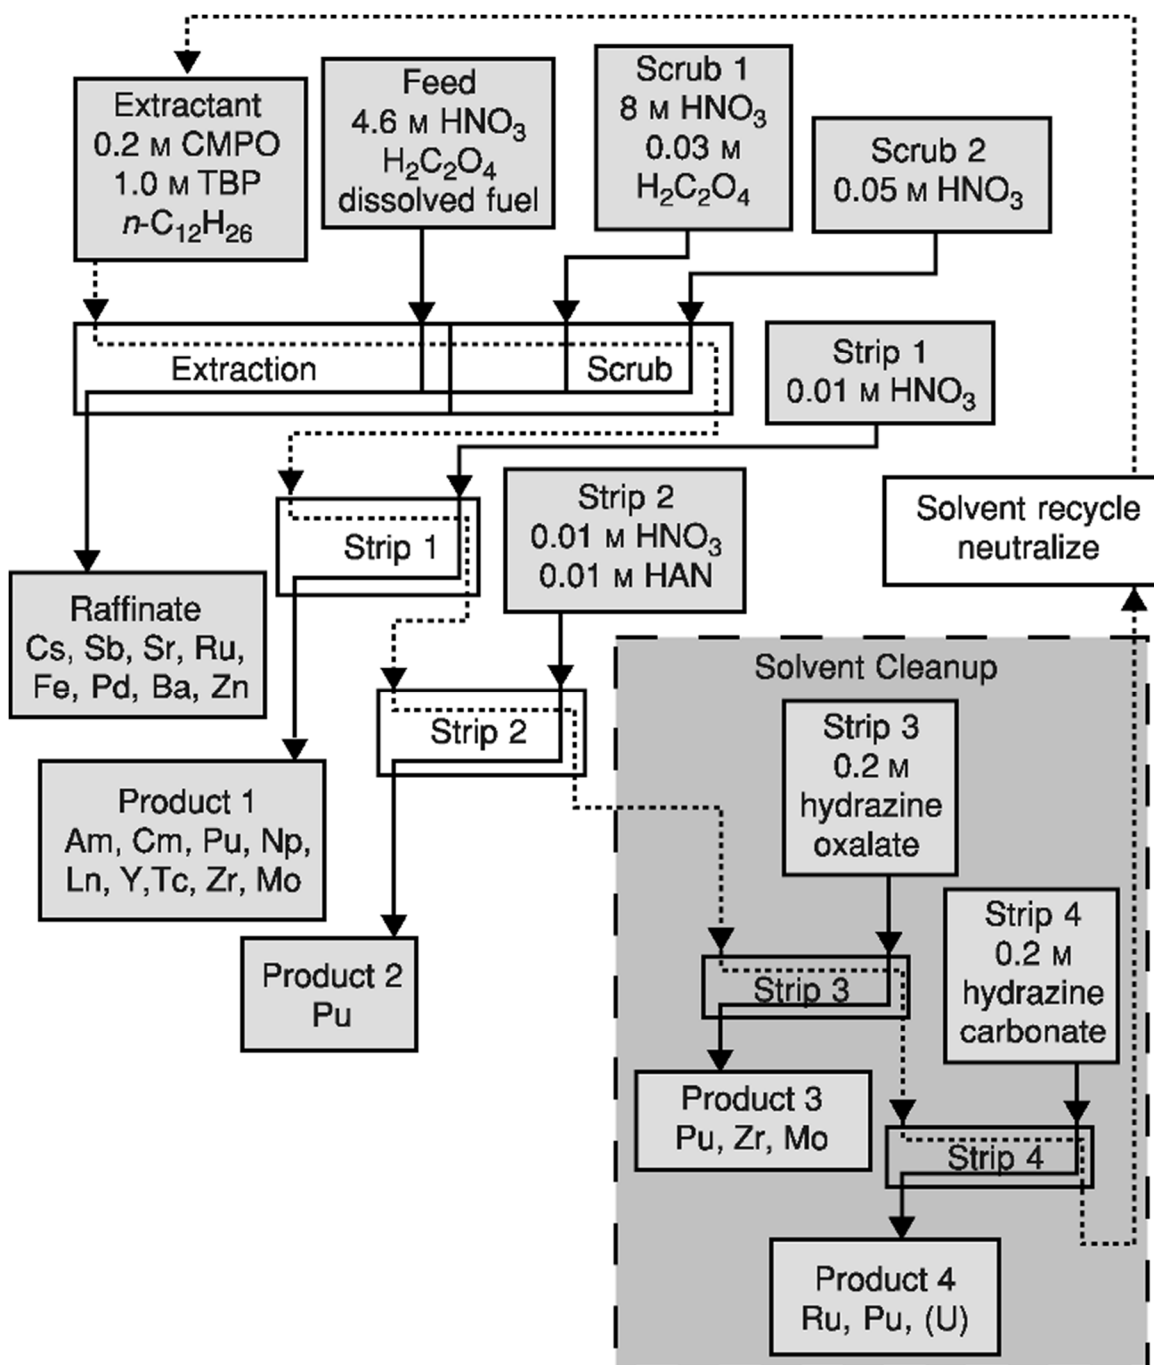 Extractant
0.2 M CMPO
1.0 M TBP
n-C₁₂H₂₆
Feed
4.6 M HNO₃
H₂C₂O₄
dissolved fuel
Scrub 1
8 M HNO₃
0.03 M
H₂C₂O₄
Scrub 2
0.05 M HNO₃
Extraction
Scrub
Strip 1
0.01 M HNO₃
Strip 1
Strip 2
0.01 M HNO₃
0.01 M HAN
Solvent recycle
neutralize
Raffinate
Cs, Sb, Sr, Ru,
Fe, Pd, Ba, Zn
Strip 2
Solvent Cleanup
Strip 3
0.2 M
hydrazine
oxalate
Product 1
Am, Cm, Pu, Np,
Ln, Y,Tc, Zr, Mo
Product 2
Pu
Strip 4
0.2 M
hydrazine
carbonate
Strip 3
Product 3
Pu, Zr, Mo
Strip 4
Product 4
Ru, Pu, (U)